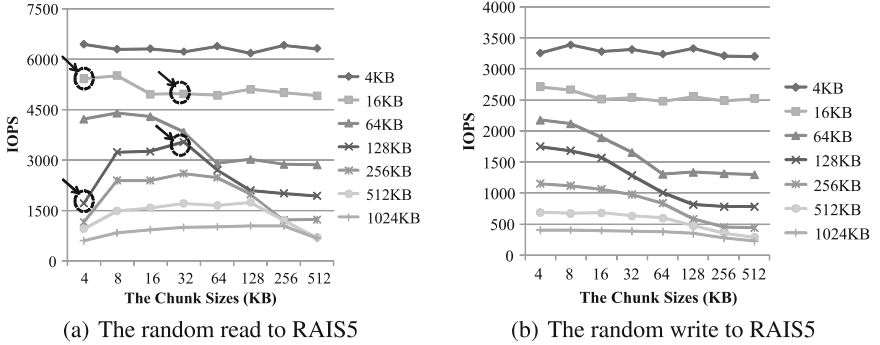 7500
6000
4500
3000
1500
0
IOPS
4 8 16 32 64 128 256 512
The Chunk Sizes (KB)
4KB
16KB
64KB
128KB
256KB
512KB
1024KB
(a) The random read to RAIS5
4000
3500
3000
2500
2000
1500
1000
500
0
IOPS
4 8 16 32 64 128 256 512
The Chunk Sizes (KB)
4KB
16KB
64KB
128KB
256KB
512KB
1024KB
(b) The random write to RAIS5